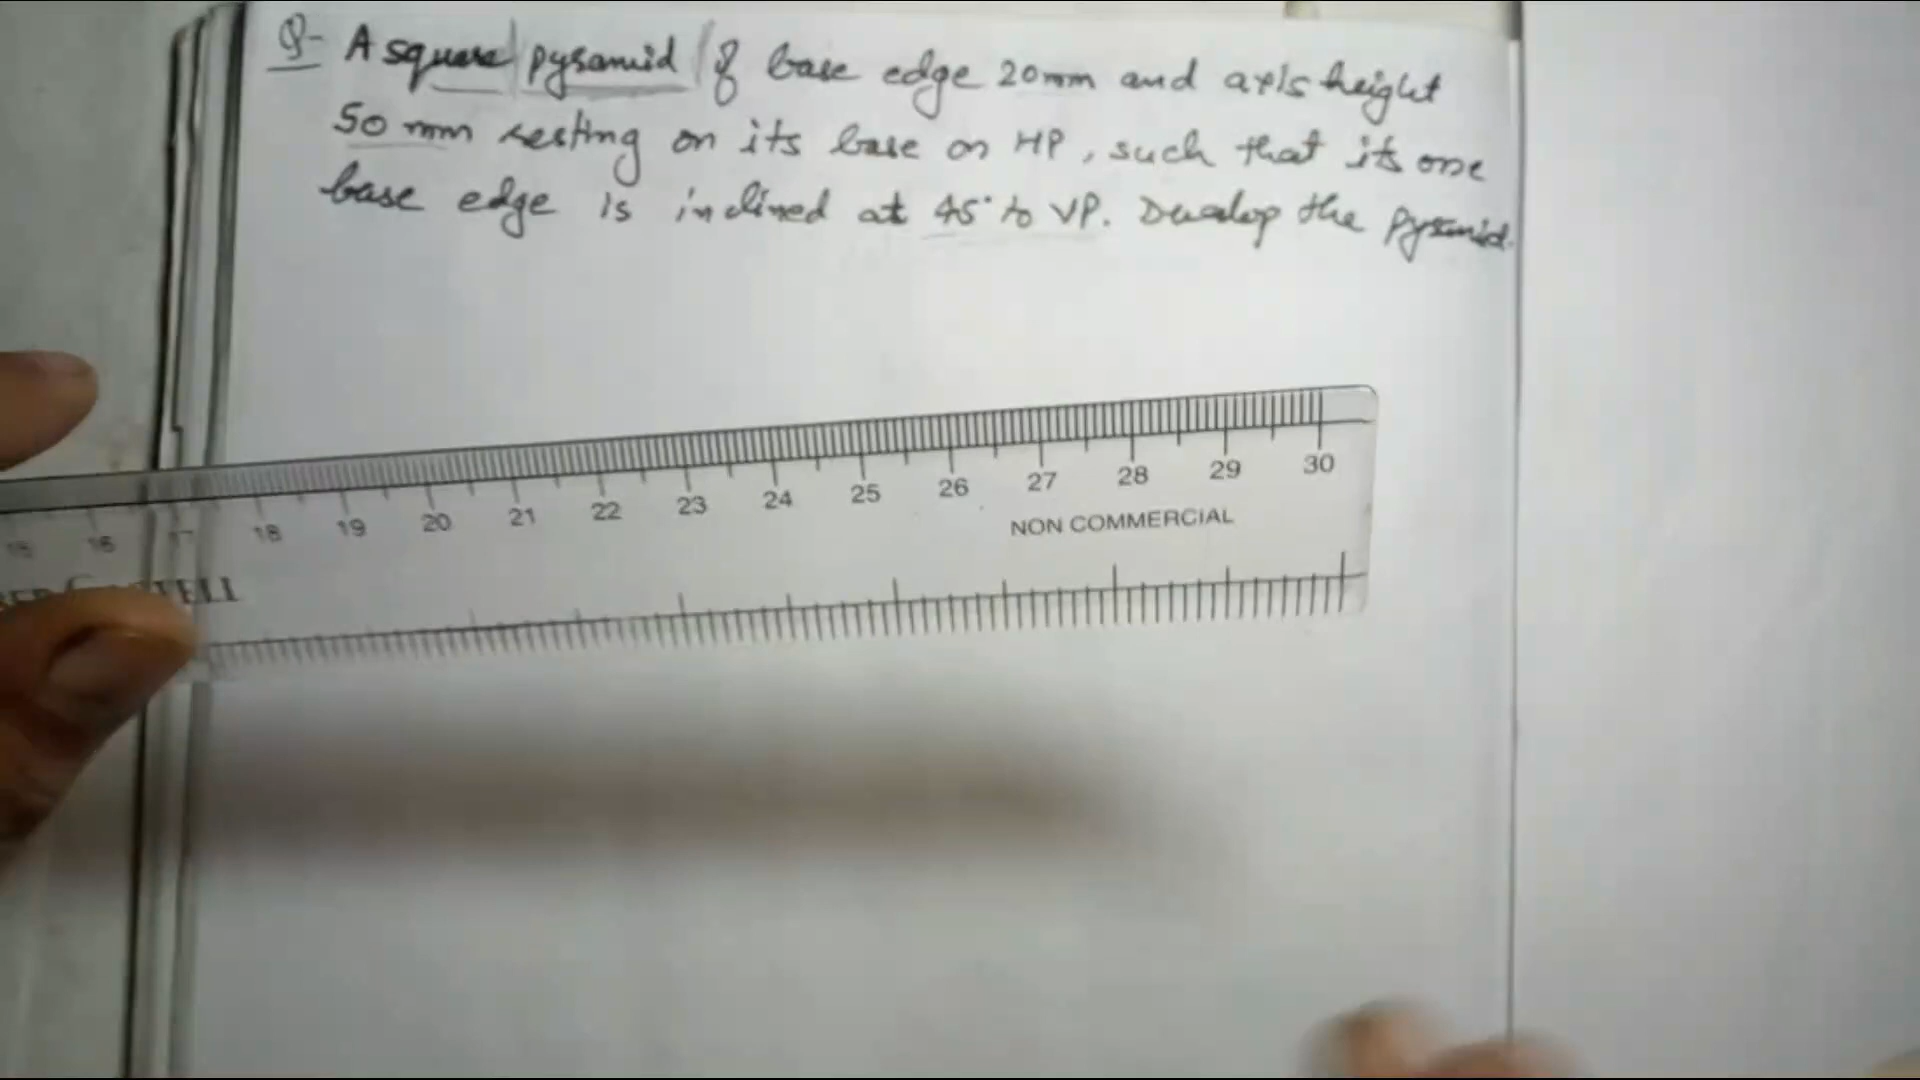 Q- A square pyramid of base edge 20mm and axis height
50 mm resting on its base on HP, such that its one
base edge is inclined at 45° to VP. Develop the pyramid.
15 16 17 18 19 20 21 22 23 24 25 26 27 28 29 30
NON COMMERCIAL